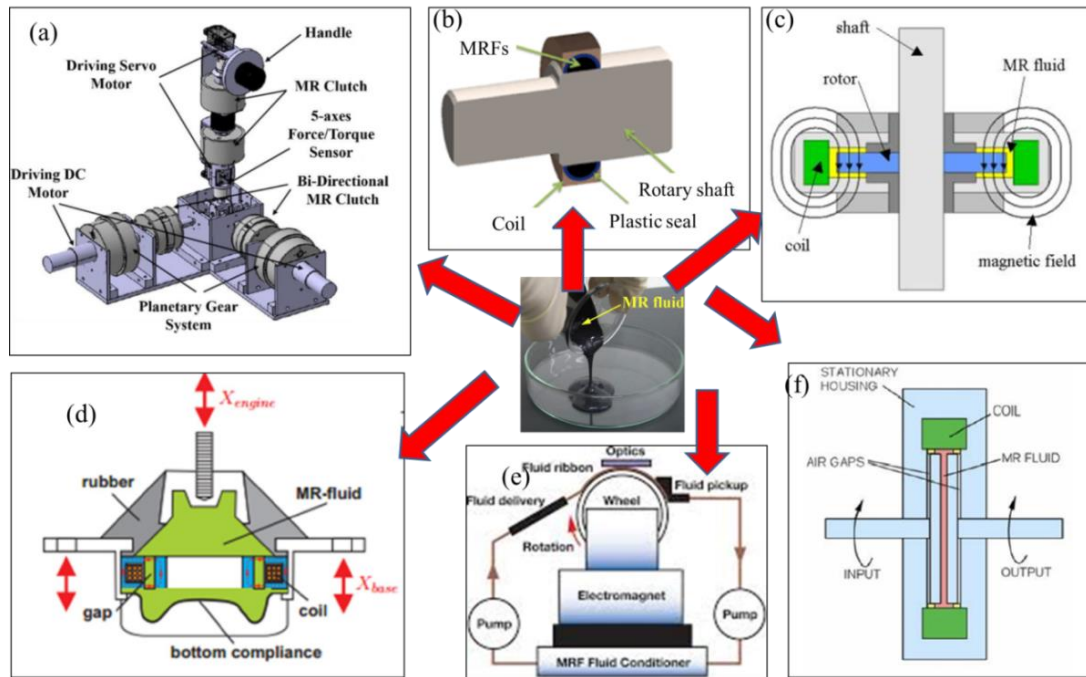 (a)
Driving Servo
Motor
Handle
MR Clutch
5-axes
Force/Torque
Sensor
Driving DC
Motor
Bi-Directional
MR Clutch
Planetary Gear
System
(b)
MRFs
Rotary shaft
Coil
Plastic seal
(c)
shaft
MR fluid
rotor
coil
magnetic field
MR fluid
(d)
Xengine
rubber
MR-fluid
Xbase
gap
coil
bottom compliance
(e)
Optics
Fluid ribbon
Fluid pickup
Fluid delivery
Wheel
Rotation
Electromagnet
Pump
Pump
MRF Fluid Conditioner
(f)
STATIONARY
HOUSING
COIL
AIR GAPS
MR FLUID
INPUT
OUTPUT